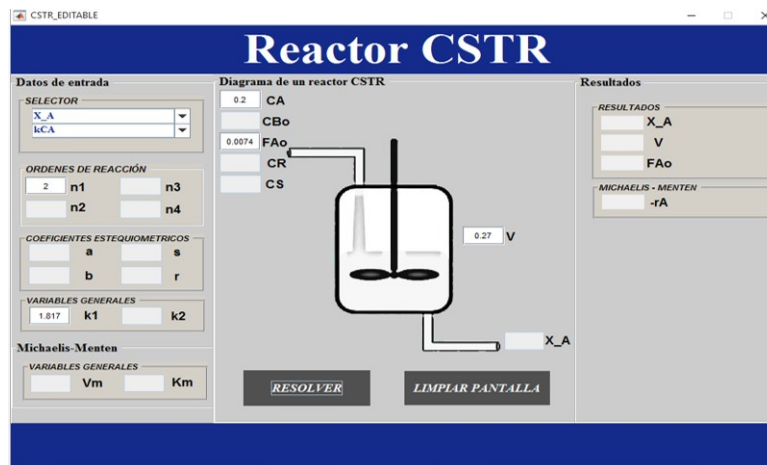 CSTR_EDITABLE
Reactor CSTR
Datos de entrada
SELECTOR
X_A
kCA
ORDENES DE REACCIÓN
2 n1 n3
n2 n4
COEFICIENTES ESTEQUIOMETRICOS
a s
b r
VARIABLES GENERALES
1.817 k1 k2
Michaelis-Menten
VARIABLES GENERALES
Vm Km
Diagrama de un reactor CSTR
0.2 CA
CBo
0.0074 FAo
CR
CS
0.27 V
X_A
RESOLVER LIMPIAR PANTALLA
Resultados
RESULTADOS
X_A
V
FAo
MICHAELIS - MENTEN
-rA